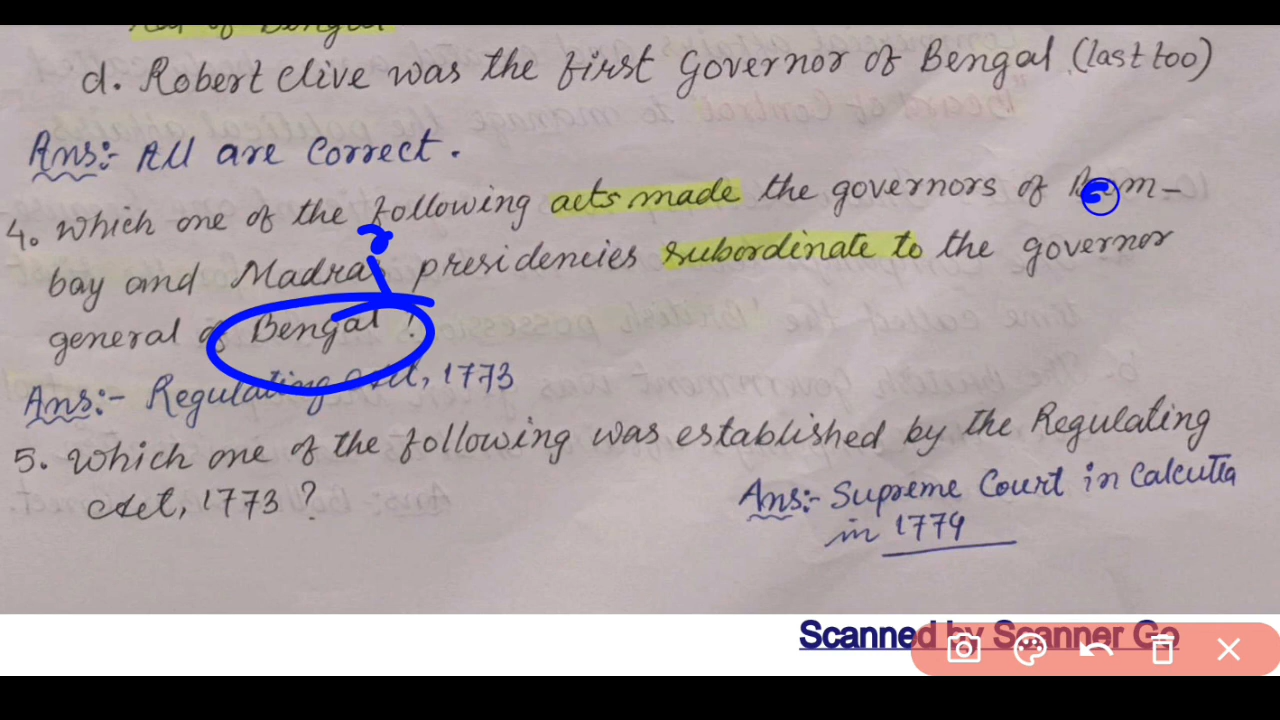 d. Robert Clive was the first Governor of Bengal (last too)
Ans:- All are Correct.
4. Which one of the following acts made the governors of Bom-
bay and Madras presidencies subordinate to the governor
general of Bengal?
Ans:- Regulating Act, 1773
5. Which one of the following was established by the Regulating
Act, 1773?
Ans:- Supreme Court in Calcutta
in 1774
Scanned by Scanner Go